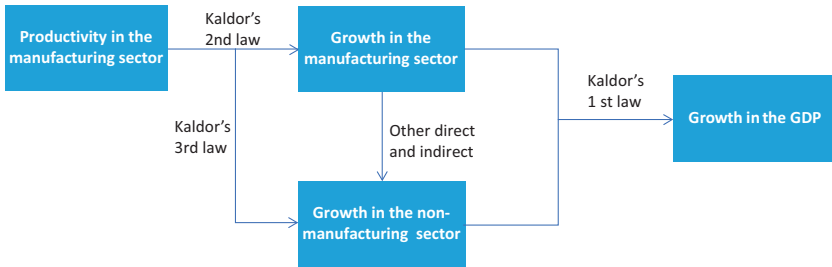 Productivity in the
manufacturing sector
Kaldor's
2nd law
Growth in the
manufacturing sector
Kaldor's
3rd law
Other direct
and indirect
Growth in the non-
manufacturing sector
Kaldor's
1 st law
Growth in the GDP